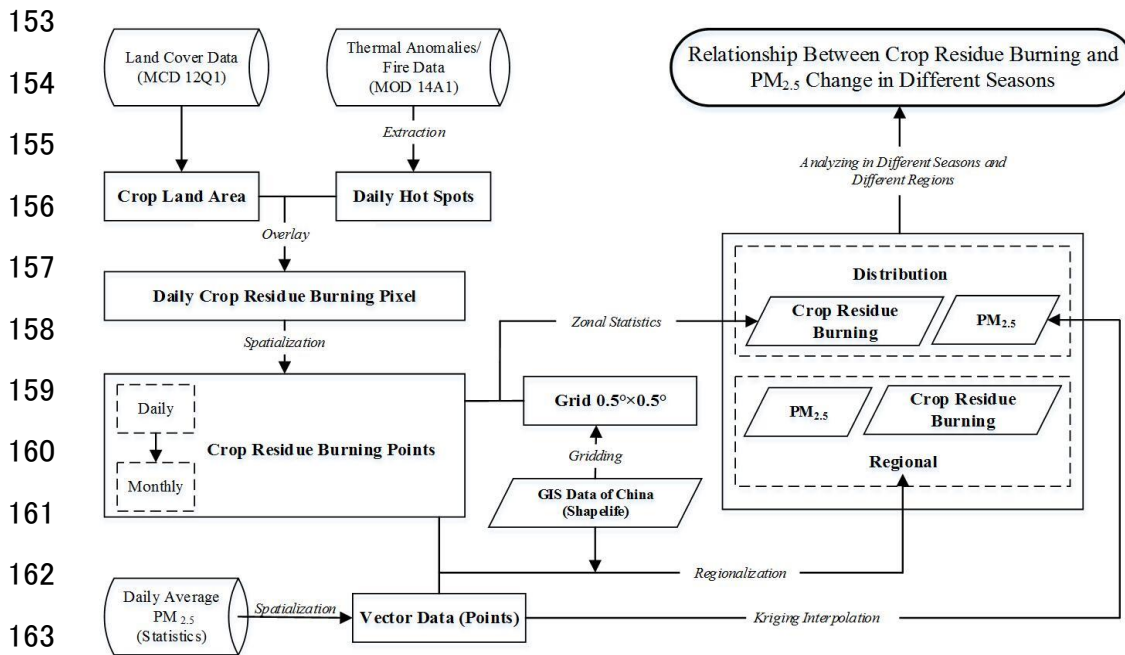 153
154
155
156
157
158
159
160
161
162
163
Land Cover Data
(MCD 12Q1)
Thermal Anomalies/
Fire Data
(MOD 14A1)
Relationship Between Crop Residue Burning and
PM2.5 Change in Different Seasons
Extraction
Analyzing in Different Seasons and
Different Regions
Crop Land Area
Daily Hot Spots
Overlay
Daily Crop Residue Burning Pixel
Spatialization
Distribution
Crop Residue
Burning
PM2.5
Zonal Statistics
Daily
Monthly
Crop Residue Burning Points
Grid 0.5°×0.5°
Gridding
GIS Data of China
(Shapelife)
PM2.5
Crop Residue
Burning
Regional
Regionalization
Daily Average
PM 2.5
(Statistics)
Spatialization
Vector Data (Points)
Kriging Interpolation